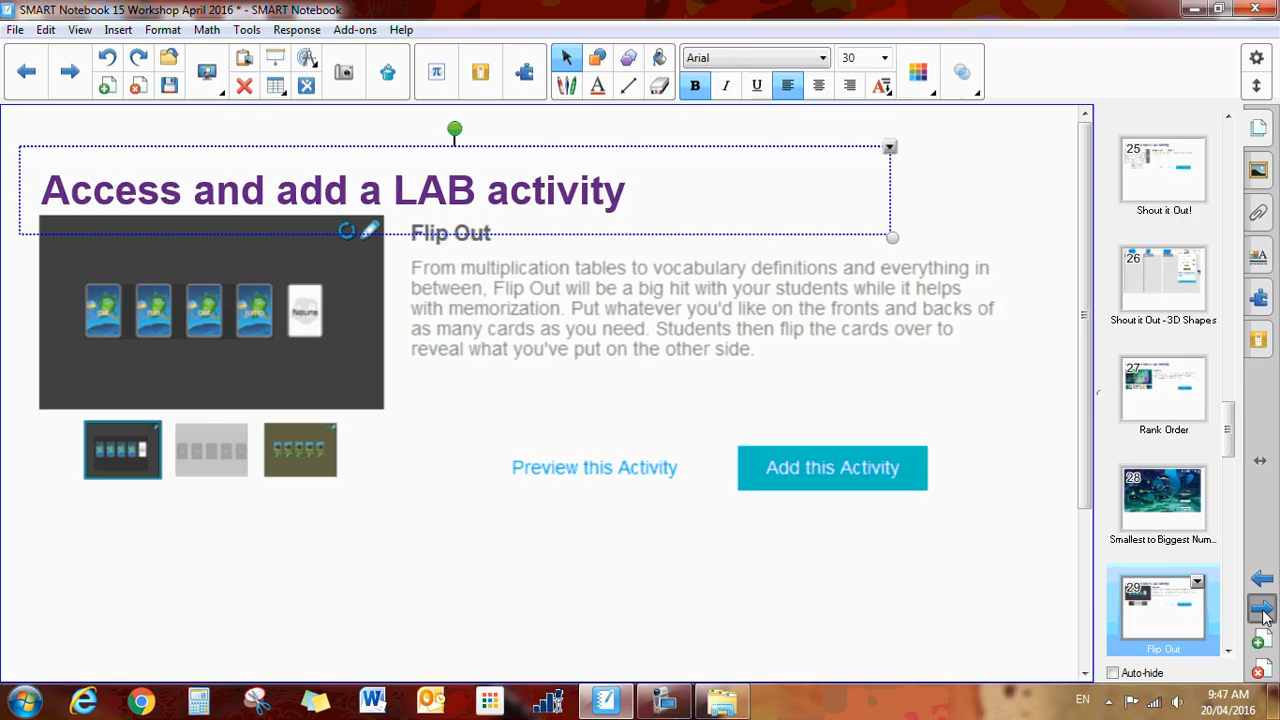 SMART Notebook 15 Workshop April 2016 * - SMART Notebook
File Edit View Insert Format Math Tools Response Add-ons Help
Arial 30
B I U
Access and add a LAB activity
Flip Out
From multiplication tables to vocabulary definitions and everything in
between, Flip Out will be a big hit with your students while it helps
with memorization. Put whatever you'd like on the fronts and backs of
as many cards as you need. Students then flip the cards over to
reveal what you've put on the other side.
jump
Preview this Activity
Add this Activity
25
Shout it Out!
26
Shout it Out - 3D Shapes
27
Rank Order
28
Smallest to Biggest Num...
29
Flip Out
Auto-hide
EN
9:47 AM
20/04/2016